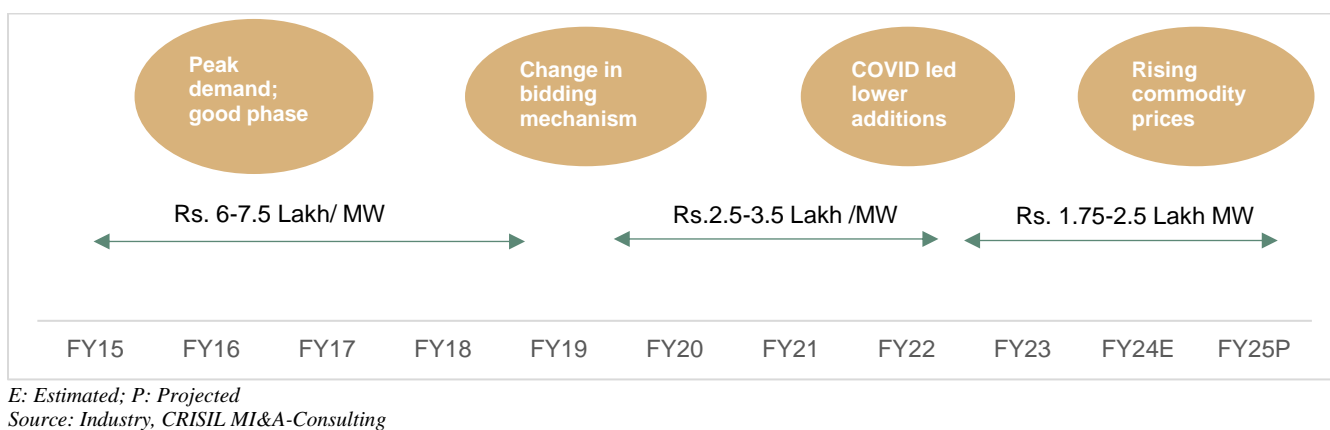 Peak
demand;
good phase
Change in
bidding
mechanism
COVID led
lower
additions
Rising
commodity
prices
Rs. 6-7.5 Lakh/ MW
Rs.2.5-3.5 Lakh /MW
Rs. 1.75-2.5 Lakh MW
FY15 FY16 FY17 FY18 FY19 FY20 FY21 FY22 FY23 FY24E FY25P
E: Estimated; P: Projected
Source: Industry, CRISIL MI&A-Consulting